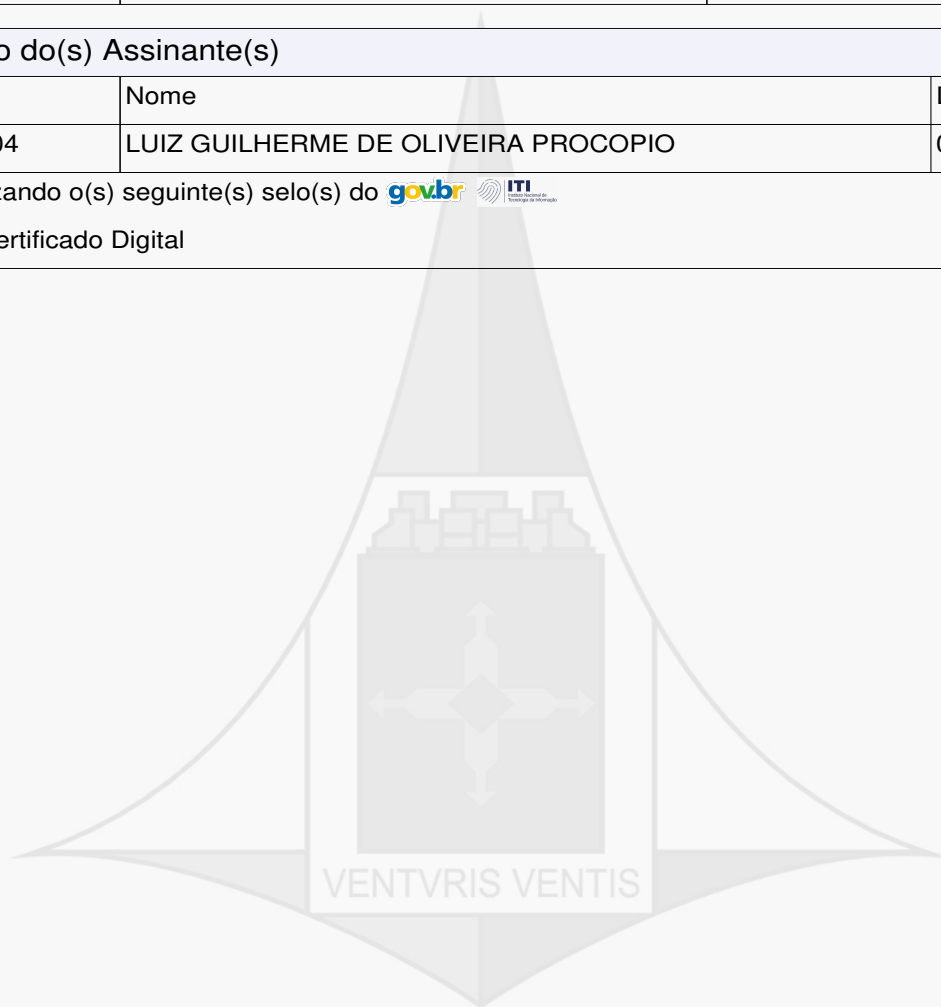 o do(s) Assinante(s)
Nome
04 LUIZ GUILHERME DE OLIVEIRA PROCOPIO
zando o(s) seguinte(s) selo(s) do gov.br ITI
ertificado Digital
VENTVRIS VENTIS